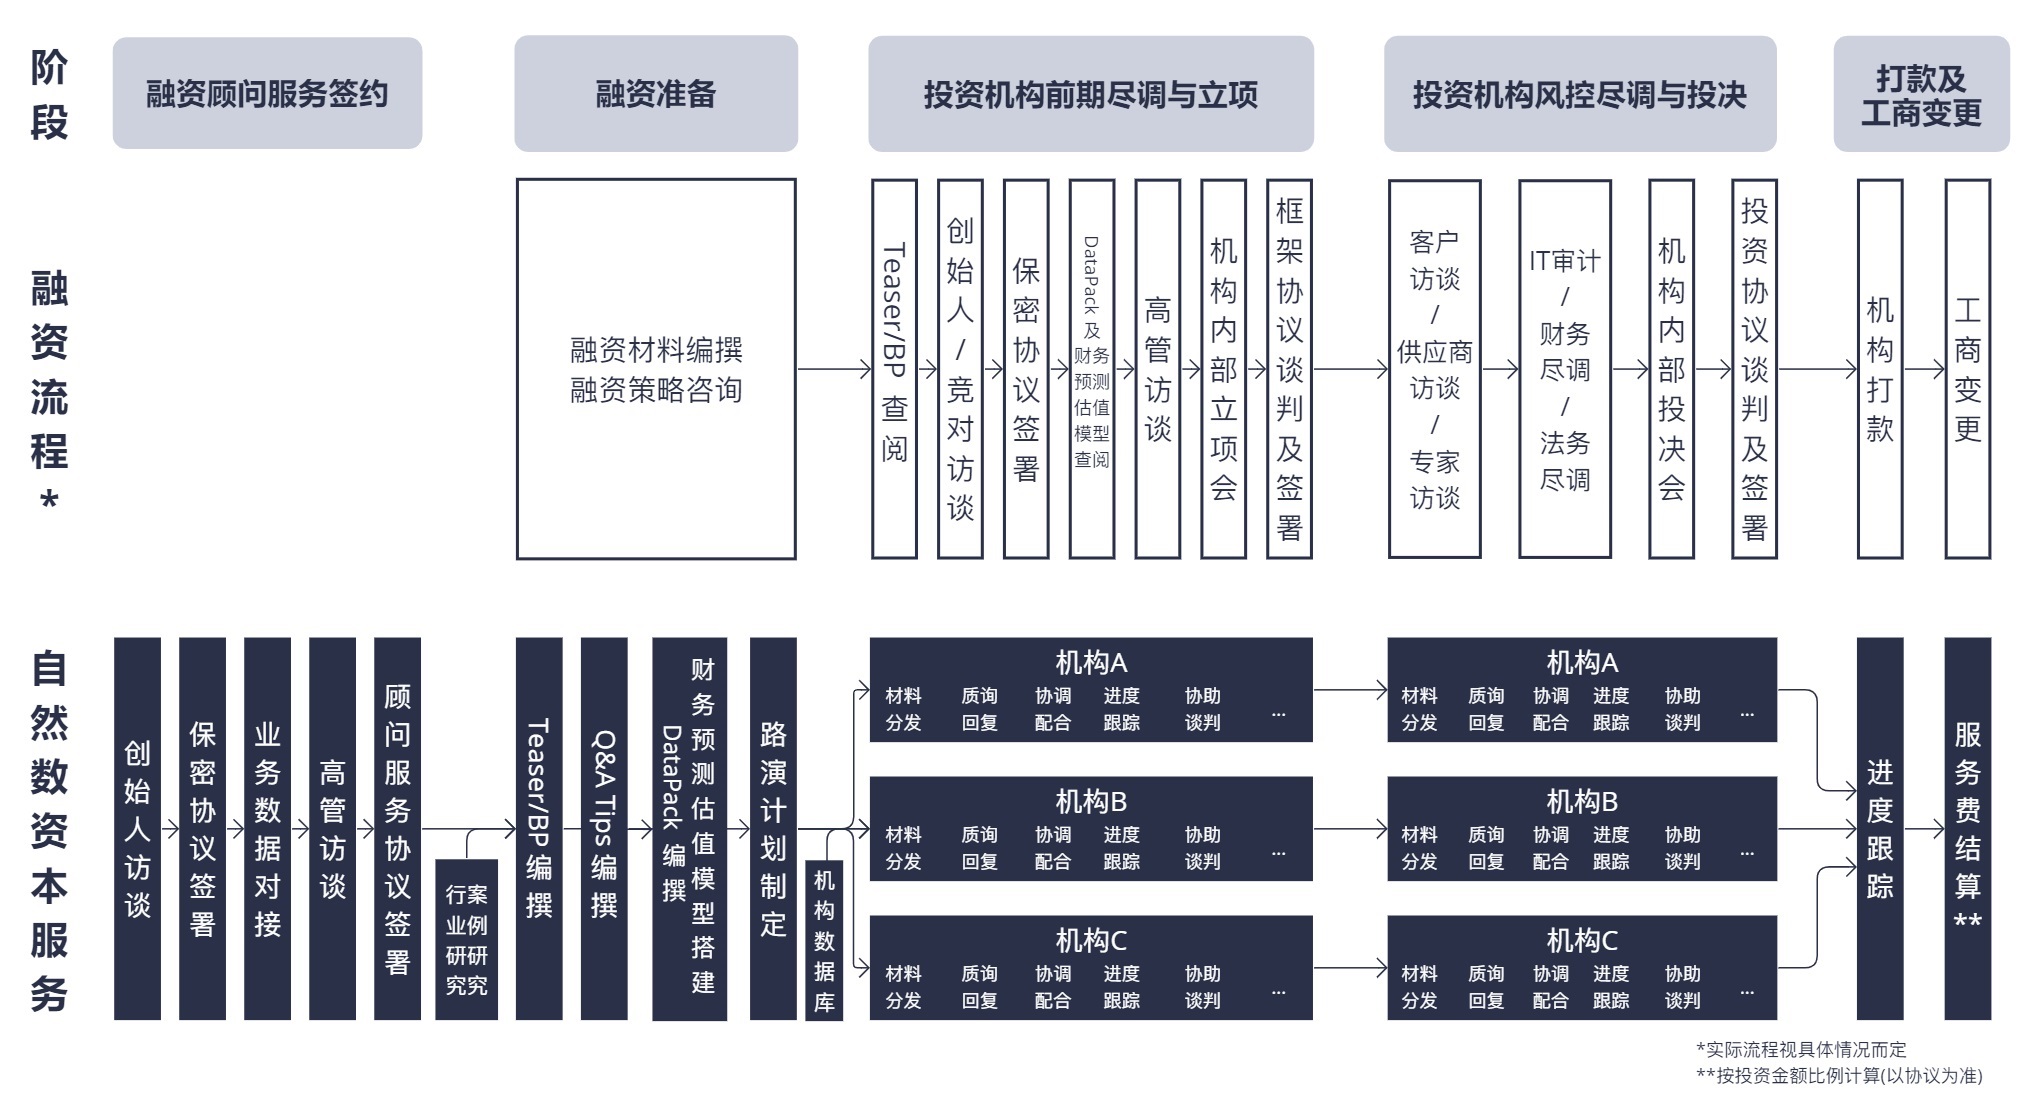 阶段
融资顾问服务签约
融资准备
投资机构前期尽调与立项
投资机构风控尽调与投决
打款及
工商变更
融资流程*
融资材料编撰
融资策略咨询
Teaser/BP 查阅
创始人/竞对访谈
保密协议签署
DataPack 及
财务
预测
估值
模型
查阅
高管访谈
机构内部立项会
框架协议谈判及签署
客户
访谈
/
供应商
访谈
/
专家
访谈
IT审计
/
财务
尽调
/
法务
尽调
机构内部投决会
投资协议谈判及签署
机构打款
工商变更
自然数资本服务
创始人访谈
保密协议签署
业务数据对接
高管访谈
顾问服务协议签署
行业研究
案例研究
Teaser/BP 编撰
Q&A Tips 编撰
DataPack 编撰
财务预测估值模型搭建
路演计划制定
机构数据库
机构A
材料 质询 协调 进度 协助
分发 回复 配合 跟踪 谈判 ...
机构B
材料 质询 协调 进度 协助
分发 回复 配合 跟踪 谈判 ...
机构C
材料 质询 协调 进度 协助
分发 回复 配合 跟踪 谈判 ...
机构A
材料 质询 协调 进度 协助
分发 回复 配合 跟踪 谈判 ...
机构B
材料 质询 协调 进度 协助
分发 回复 配合 跟踪 谈判 ...
机构C
材料 质询 协调 进度 协助
分发 回复 配合 跟踪 谈判 ...
进度跟踪
服务费结算**
*实际流程视具体情况而定
**按投资金额比例计算(以协议为准)